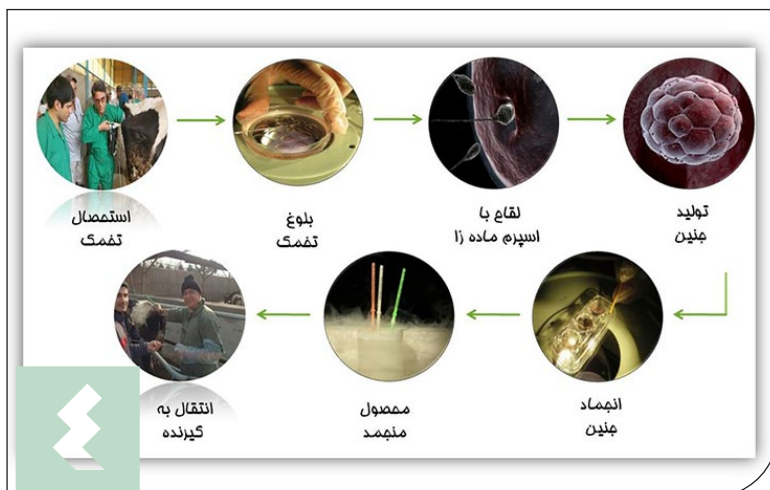 استحصال
تخمک
بلوغ
تخمک
لقاح با
اسپرم ماده زا
تولید
جنین
انجماد
جنین
محصول
منجمد
انتقال به
گیرنده